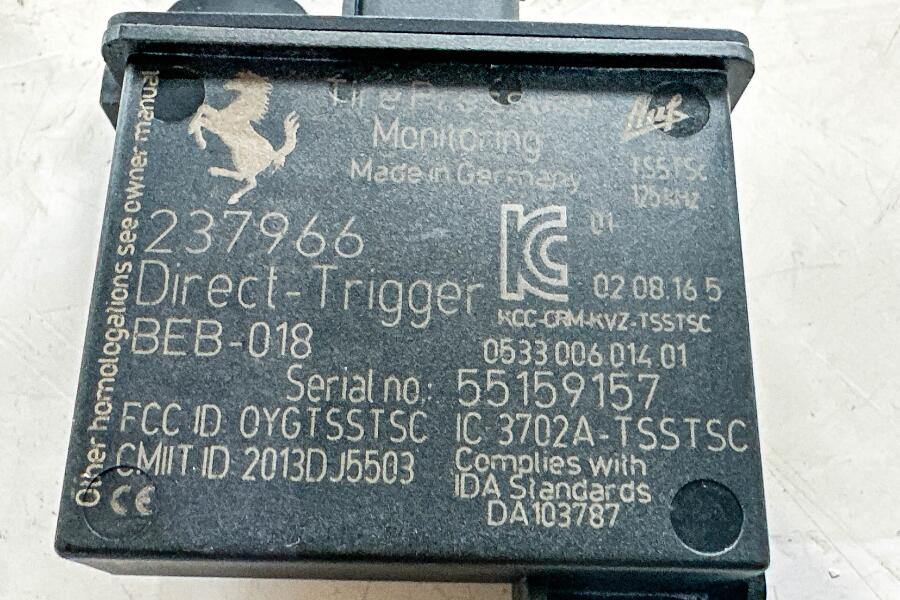 Tire Pressure
Monitoring
Made in Germany
Huf
TSSTSC
125 kHz
01
237966
Direct-Trigger
BEB-018
02.08.16 5
KCC-CRM-KVZ-TSSTSC
0533 006 014 01
Serial no.: 55159157
FCC ID 0YGTSSTSC IC 3702A-TSSTSC
CMIIT ID 2013DJ5503
Complies with
IDA Standards
DA103787
CE
Other homologations see owner manual